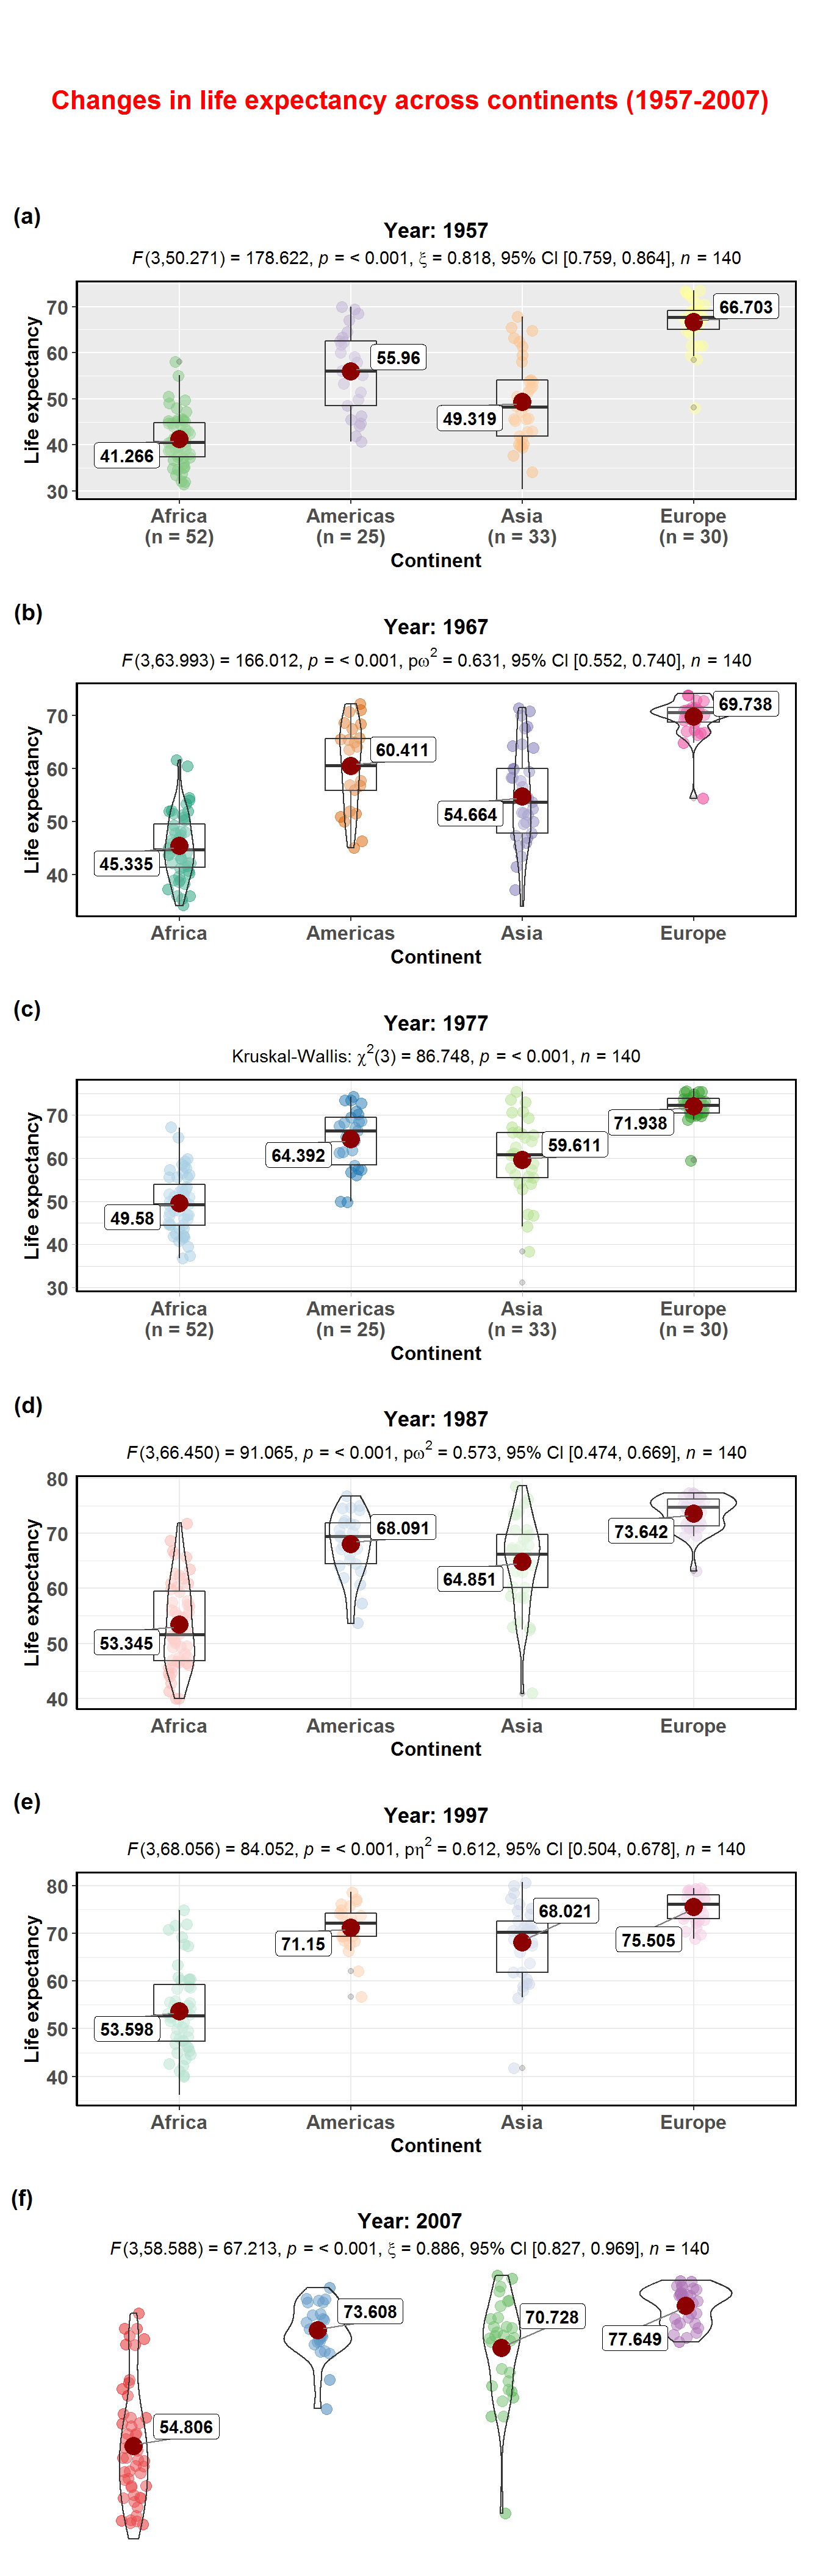 Changes in life expectancy across continents (1957-2007)
(a)
Year: 1957
F(3,50.271) = 178.622, p = < 0.001, ξ = 0.818, 95% CI [0.759, 0.864], n = 140
Life expectancy
70
60
50
40
30
41.266
55.96
49.319
66.703
Africa
(n = 52)
Americas
(n = 25)
Asia
(n = 33)
Europe
(n = 30)
Continent
(b)
Year: 1967
F(3,63.993) = 166.012, p = < 0.001, pω² = 0.631, 95% CI [0.552, 0.740], n = 140
Life expectancy
70
60
50
40
45.335
60.411
54.664
69.738
Africa
Americas
Asia
Europe
Continent
(c)
Year: 1977
Kruskal-Wallis: χ²(3) = 86.748, p = < 0.001, n = 140
Life expectancy
70
60
50
40
30
49.58
64.392
59.611
71.938
Africa
(n = 52)
Americas
(n = 25)
Asia
(n = 33)
Europe
(n = 30)
Continent
(d)
Year: 1987
F(3,66.450) = 91.065, p = < 0.001, pω² = 0.573, 95% CI [0.474, 0.669], n = 140
Life expectancy
80
70
60
50
40
53.345
68.091
64.851
73.642
Africa
Americas
Asia
Europe
Continent
(e)
Year: 1997
F(3,68.056) = 84.052, p = < 0.001, pη² = 0.612, 95% CI [0.504, 0.678], n = 140
Life expectancy
80
70
60
50
40
53.598
71.15
68.021
75.505
Africa
Americas
Asia
Europe
Continent
(f)
Year: 2007
F(3,58.588) = 67.213, p = < 0.001, ξ = 0.886, 95% CI [0.827, 0.969], n = 140
54.806
73.608
70.728
77.649